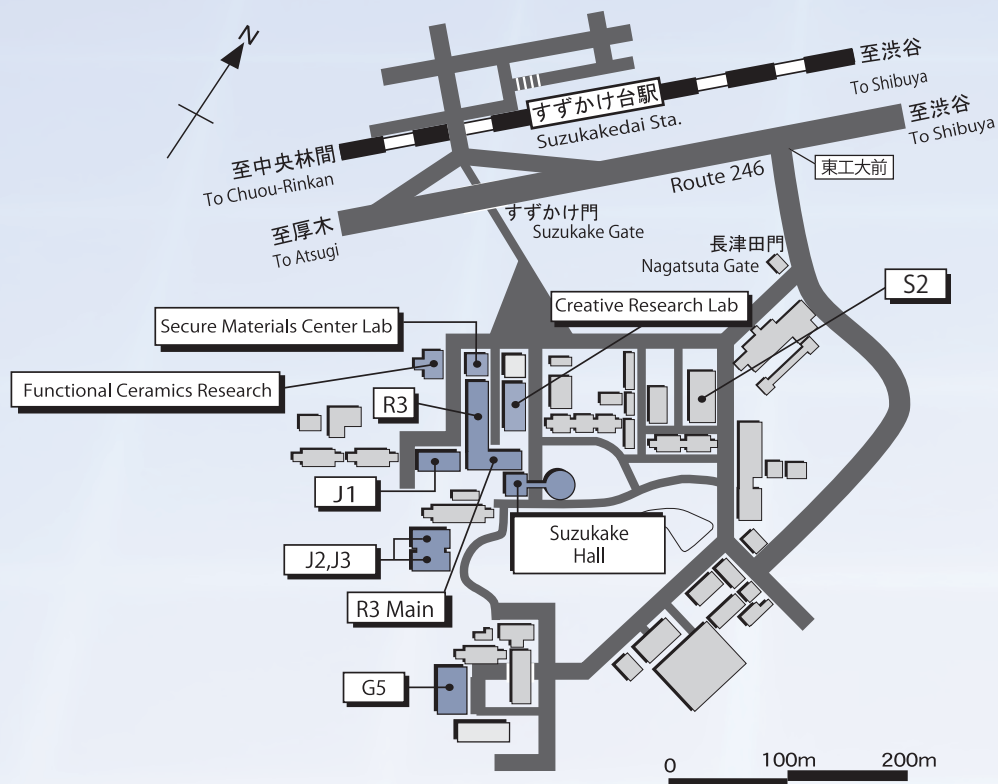 N
至渋谷
To Shibuya
すずかけ台駅
Suzukakedai Sta.
至渋谷
To Shibuya
至中央林間
To Chuou-Rinkan
Route 246
東工大前
至厚木
To Atsugi
すずかけ門
Suzukake Gate
長津田門
Nagatsuta Gate
S2
Creative Research Lab
Secure Materials Center Lab
Functional Ceramics Research
R3
J1
Suzukake
Hall
J2,J3
R3 Main
G5
0 100m 200m